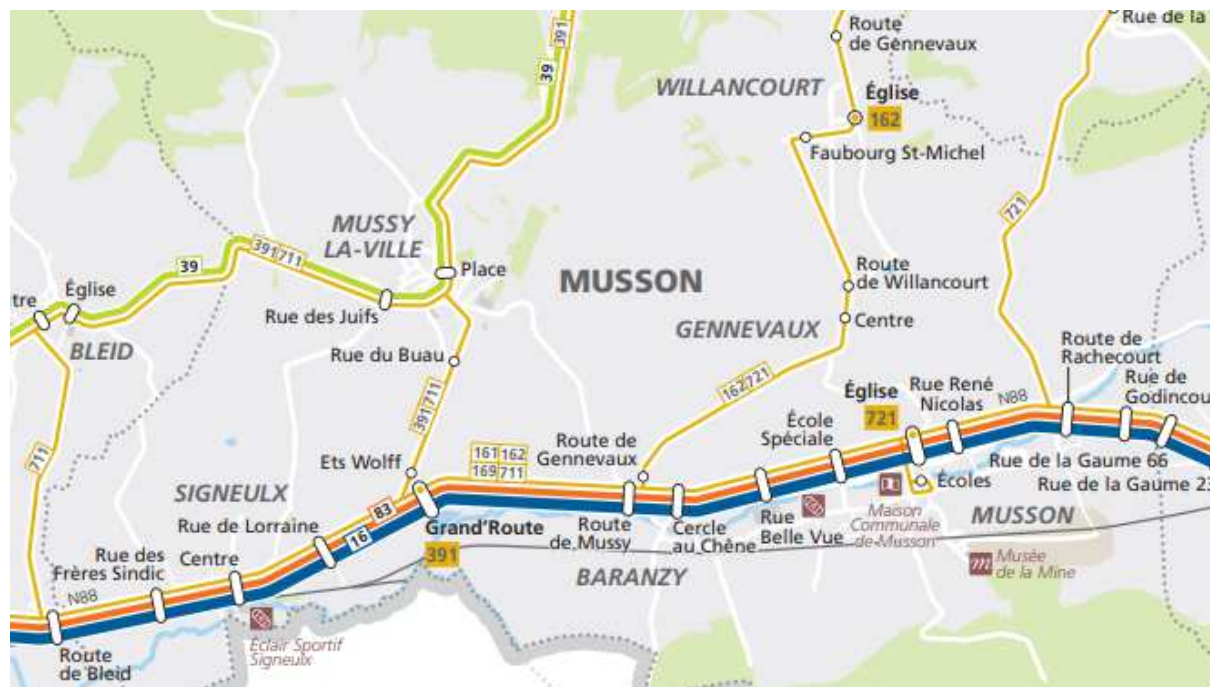 Route
de Gennevaux
Rue de la
391
39
WILLANCOURT
Église
162
Faubourg St-Michel
721
MUSSY
LA-VILLE
391 711
39
Place
tre
Église
Rue des Juifs
BLEID
MUSSON
Route
de Willancourt
GENNEVAUX
Centre
Rue du Buau
391 711
162 721
Route de
Rachecourt
Église
721
Rue René
Nicolas
N88
Rue de
Godincou
École
Spéciale
Route de
Gennevaux
161 162
169 711
711
Ets Wolff
SIGNEULX
83
16
Grand'Route
391
Rue de Lorraine
Rue des
Frères Sindic
Centre
N88
Route
de Mussy
Cercle
au Chêne
Rue
Belle Vue
Maison
Communale
de Musson
Écoles
Rue de la Gaume 66
Rue de la Gaume 23
MUSSON
Musée
de la Mine
BARANZY
Éclair Sportif
Signeulx
Route
de Bleid